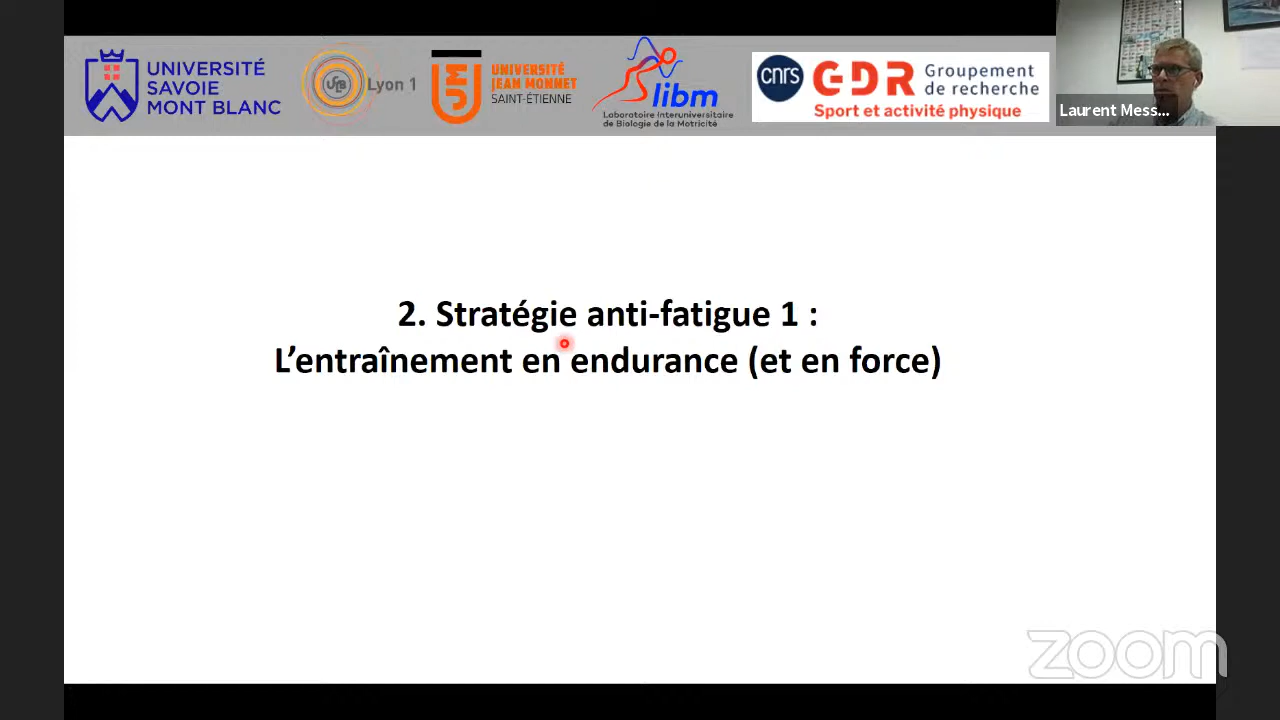 UNIVERSITÉ
SAVOIE
MONT BLANC
Lyon 1
UJM
UNIVERSITÉ
JEAN MONNET
SAINT-ÉTIENNE
libm
Laboratoire Interuniversitaire
de Biologie de la Motricité
cnrs
GDR
Groupement
de recherche
Sport et activité physique
Laurent Mess...
2. Stratégie anti-fatigue 1 :
L’entraînement en endurance (et en force)
zoom